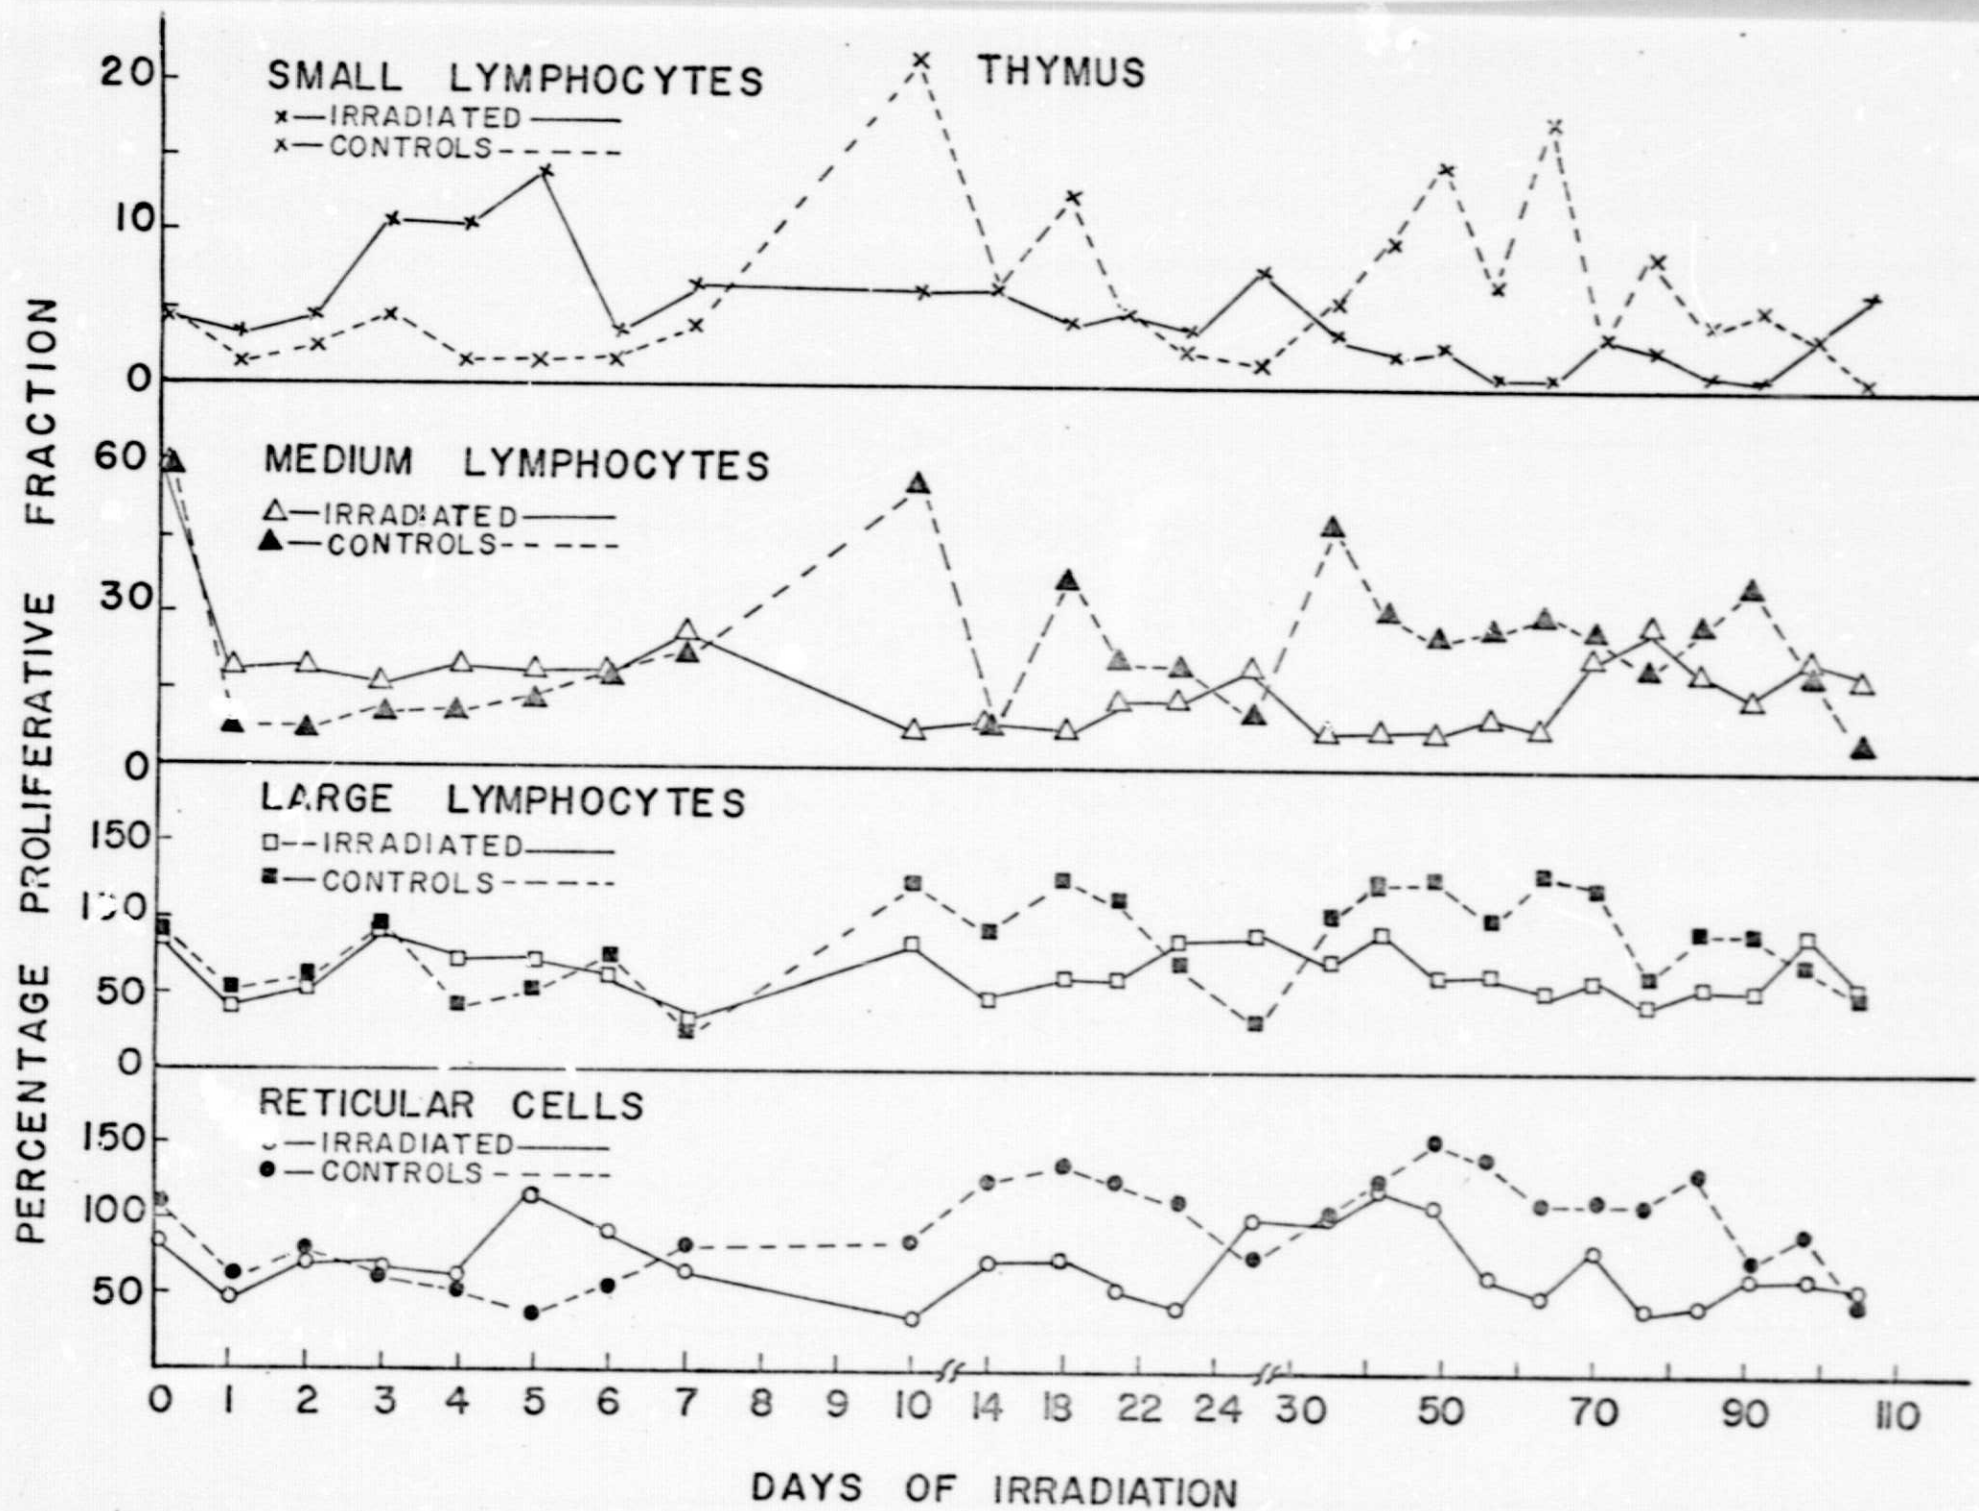 20
SMALL LYMPHOCYTES
THYMUS
x—IRRADIATED
x—CONTROLS
10
0
60
MEDIUM LYMPHOCYTES
△—IRRADIATED
▲—CONTROLS
30
0
LARGE LYMPHOCYTES
150
□--IRRADIATED
■—CONTROLS
50
0
RETICULAR CELLS
150
○—IRRADIATED
●—CONTROLS
100
50
0 1 2 3 4 5 6 7 8 9 10 14 18 22 24 30 50 70 90 110
DAYS OF IRRADIATION
PERCENTAGE PROLIFERATIVE FRACTION